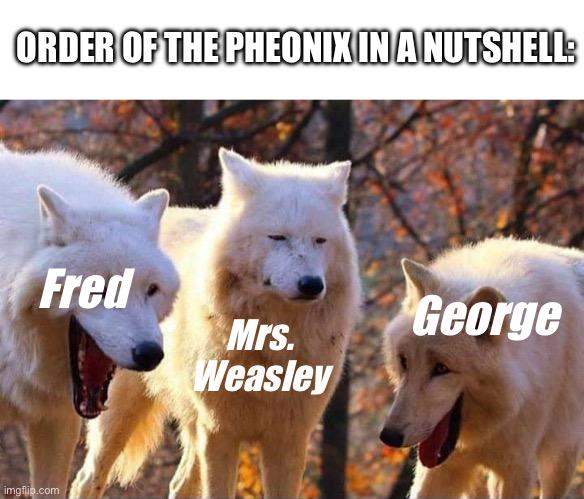 ORDER OF THE PHEONIX IN A NUTSHELL:
Fred
Mrs.
Weasley
George
imgflip.com